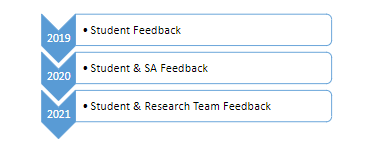 2019
• Student Feedback
2020
• Student & SA Feedback
2021
• Student & Research Team Feedback